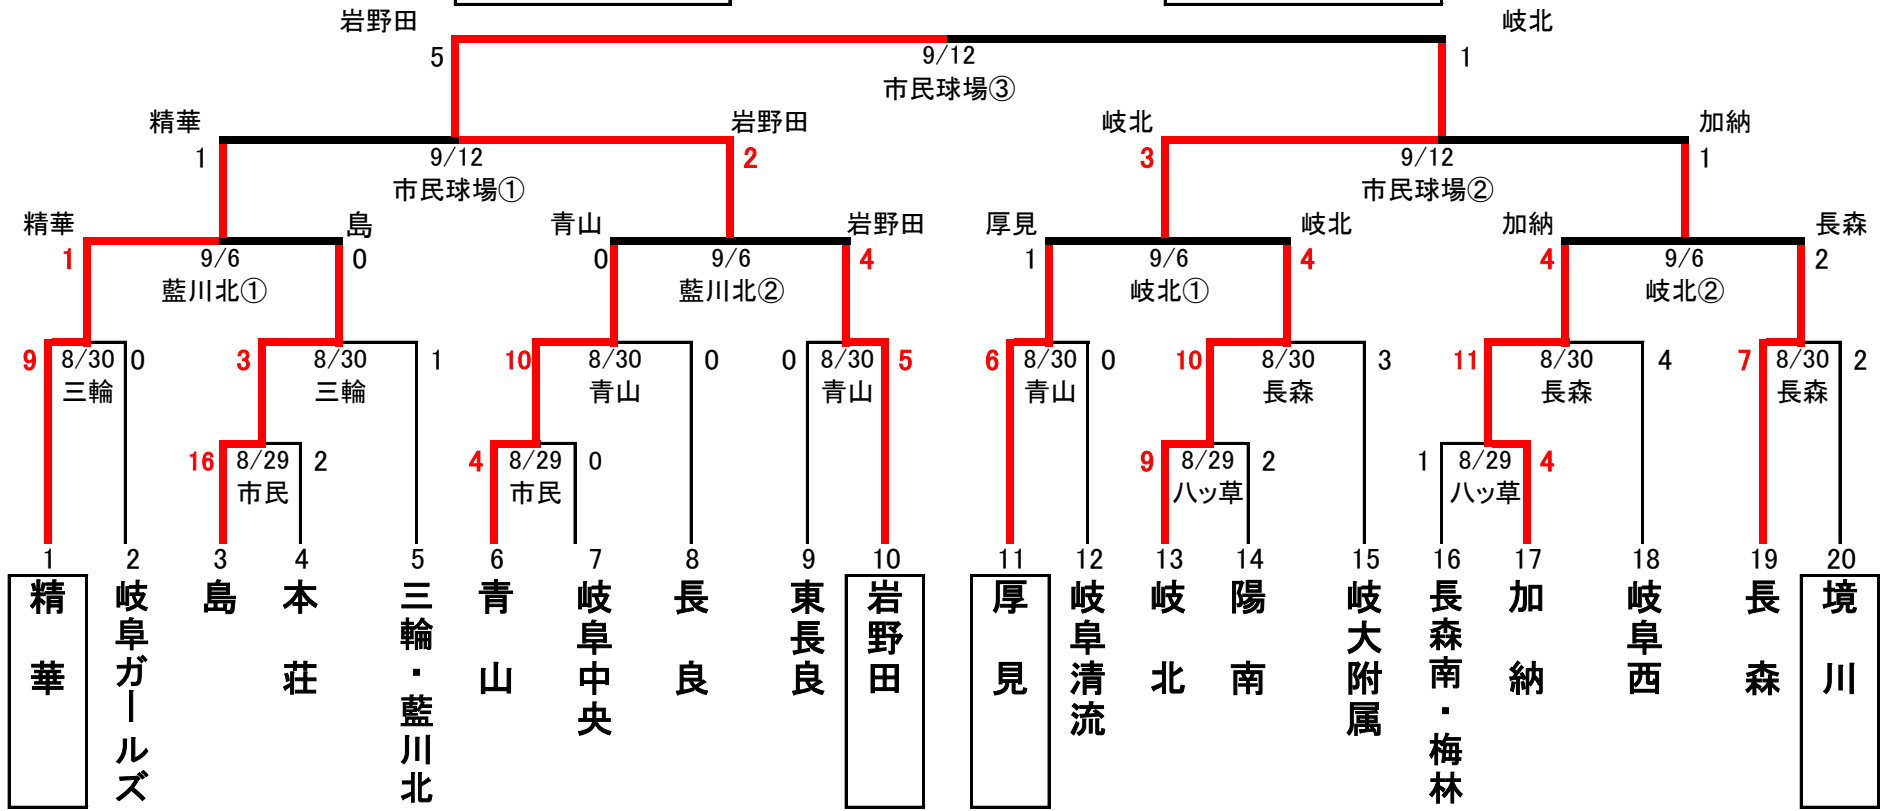 岩野田 岐北
5 9/12 1
市民球場③
精華 岩野田 岐北 加納
1 9/12 2 3 9/12 1
市民球場① 市民球場②
精華 島 青山 岩野田 厚見 岐北 加納 長森
1 9/6 0 0 9/6 4 1 9/6 4 4 9/6 2
藍川北① 藍川北② 岐北① 岐北②
9 8/30 0 3 8/30 1 10 8/30 0 0 8/30 5 6 8/30 0 10 8/30 3 11 8/30 4 7 8/30 2
三輪 三輪 青山 青山 青山 長森 長森 長森
16 8/29 2 4 8/29 0 9 8/29 2 1 8/29 4
市民 市民 八ッ草 八ッ草
1 2 3 4 5 6 7 8 9 10 11 12 13 14 15 16 17 18 19 20
精華
岐阜ガールズ
島
本荘
三輪・藍川北
青山
岐阜中央
長良
東長良
岩野田
厚見
岐阜清流
岐北
陽南
岐大附属
長森南・梅林
加納
岐阜西
長森
境川